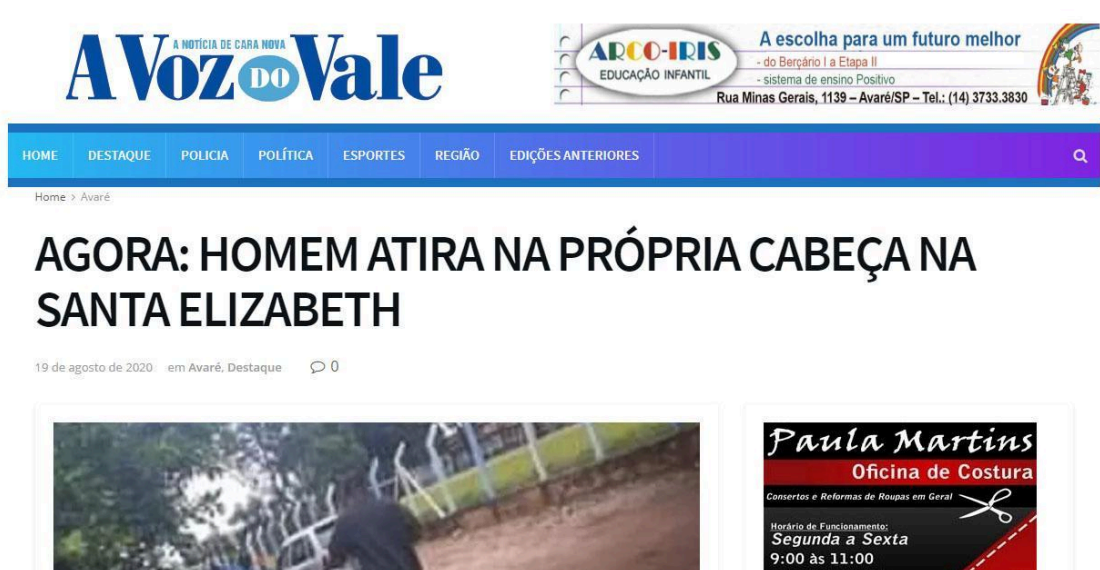 A Voz do Vale
A NOTÍCIA DE CARA NOVA
ARCO-IRIS
EDUCAÇÃO INFANTIL
A escolha para um futuro melhor
- do Berçário I a Etapa II
- sistema de ensino Positivo
Rua Minas Gerais, 1139 – Avaré/SP – Tel.: (14) 3733.3830
HOME DESTAQUE POLICIA POLÍTICA ESPORTES REGIÃO EDIÇÕES ANTERIORES
Home > Avaré
AGORA: HOMEM ATIRA NA PRÓPRIA CABEÇA NA
SANTA ELIZABETH
19 de agosto de 2020 em Avaré, Destaque 0
Paula Martins
Oficina de Costura
Consertos e Reformas de Roupas em Geral
Horário de Funcionamento:
Segunda a Sexta
9:00 às 11:00